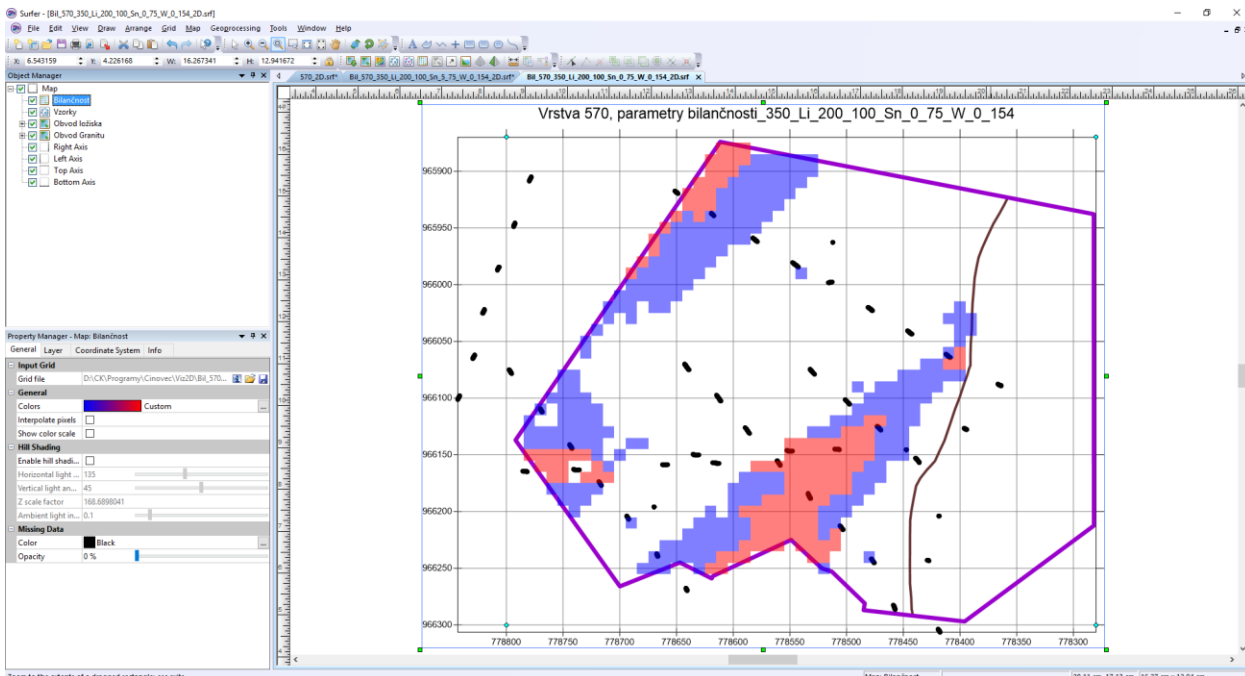 Surfer - [Bil_570_350_Li_200_100_Sn_0_75_W_0_154_2D.srf]
File Edit View Draw Arrange Grid Map Geoprocessing Tools Window Help
X: 6.543159 Y: 4.226168 W: 16.267341 H: 12.941672
Object Manager
570_2D.srf* Bil_570_350_Li_200_100_Sn_5_75_W_0_154_2D.srf* Bil_570_350_Li_200_100_Sn_0_75_W_0_154_2D.srf
Map
Bilančnost
Vzorky
Obvod ložiska
Obvod Granitu
Right Axis
Left Axis
Top Axis
Bottom Axis
Property Manager - Map: Bilančnost
General Layer Coordinate System Info
Input Grid
Grid file D:\CK\Programy\Cinovec\Viz2D\Bil_570...
General
Colors Custom
Interpolate pixels
Show color scale
Hill Shading
Enable hill shadi...
Horizontal light ... 135
Vertical light an... 45
Z scale factor 168.6898041
Ambient light in... 0.1
Missing Data
Color Black
Opacity 0 %
Vrstva 570, parametry bilančnosti_350_Li_200_100_Sn_0_75_W_0_154
965900
965950
966000
966050
966100
966150
966200
966250
966300
778800 778750 778700 778650 778600 778550 778500 778450 778400 778350 778300